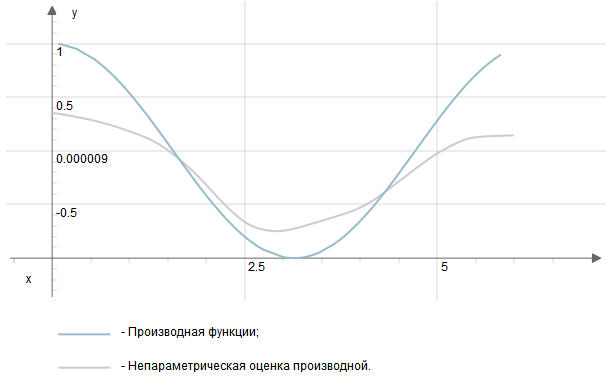 y
1
0.5
0.000009
-0.5
2.5
5
x
- Производная функции;
- Непараметрическая оценка производной.